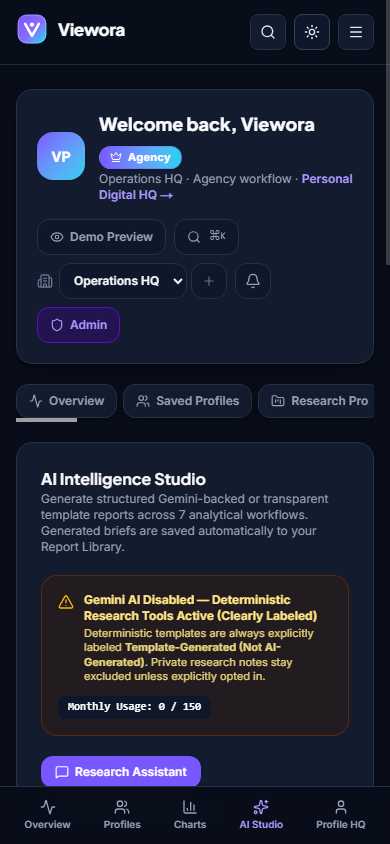 Viewora
Welcome back, Viewora
VP
Agency
Operations HQ · Agency workflow · Personal
Digital HQ →
Demo Preview
⌘K
Operations HQ
+
Admin
Overview
Saved Profiles
Research Pro
AI Intelligence Studio
Generate structured Gemini-backed or transparent
template reports across 7 analytical workflows.
Generated briefs are saved automatically to your
Report Library.
Gemini AI Disabled — Deterministic
Research Tools Active (Clearly Labeled)
Deterministic templates are always explicitly
labeled Template-Generated (Not AI-
Generated). Private research notes stay
excluded unless explicitly opted in.
Monthly Usage: 0 / 150
Research Assistant
Overview
Profiles
Charts
AI Studio
Profile HQ